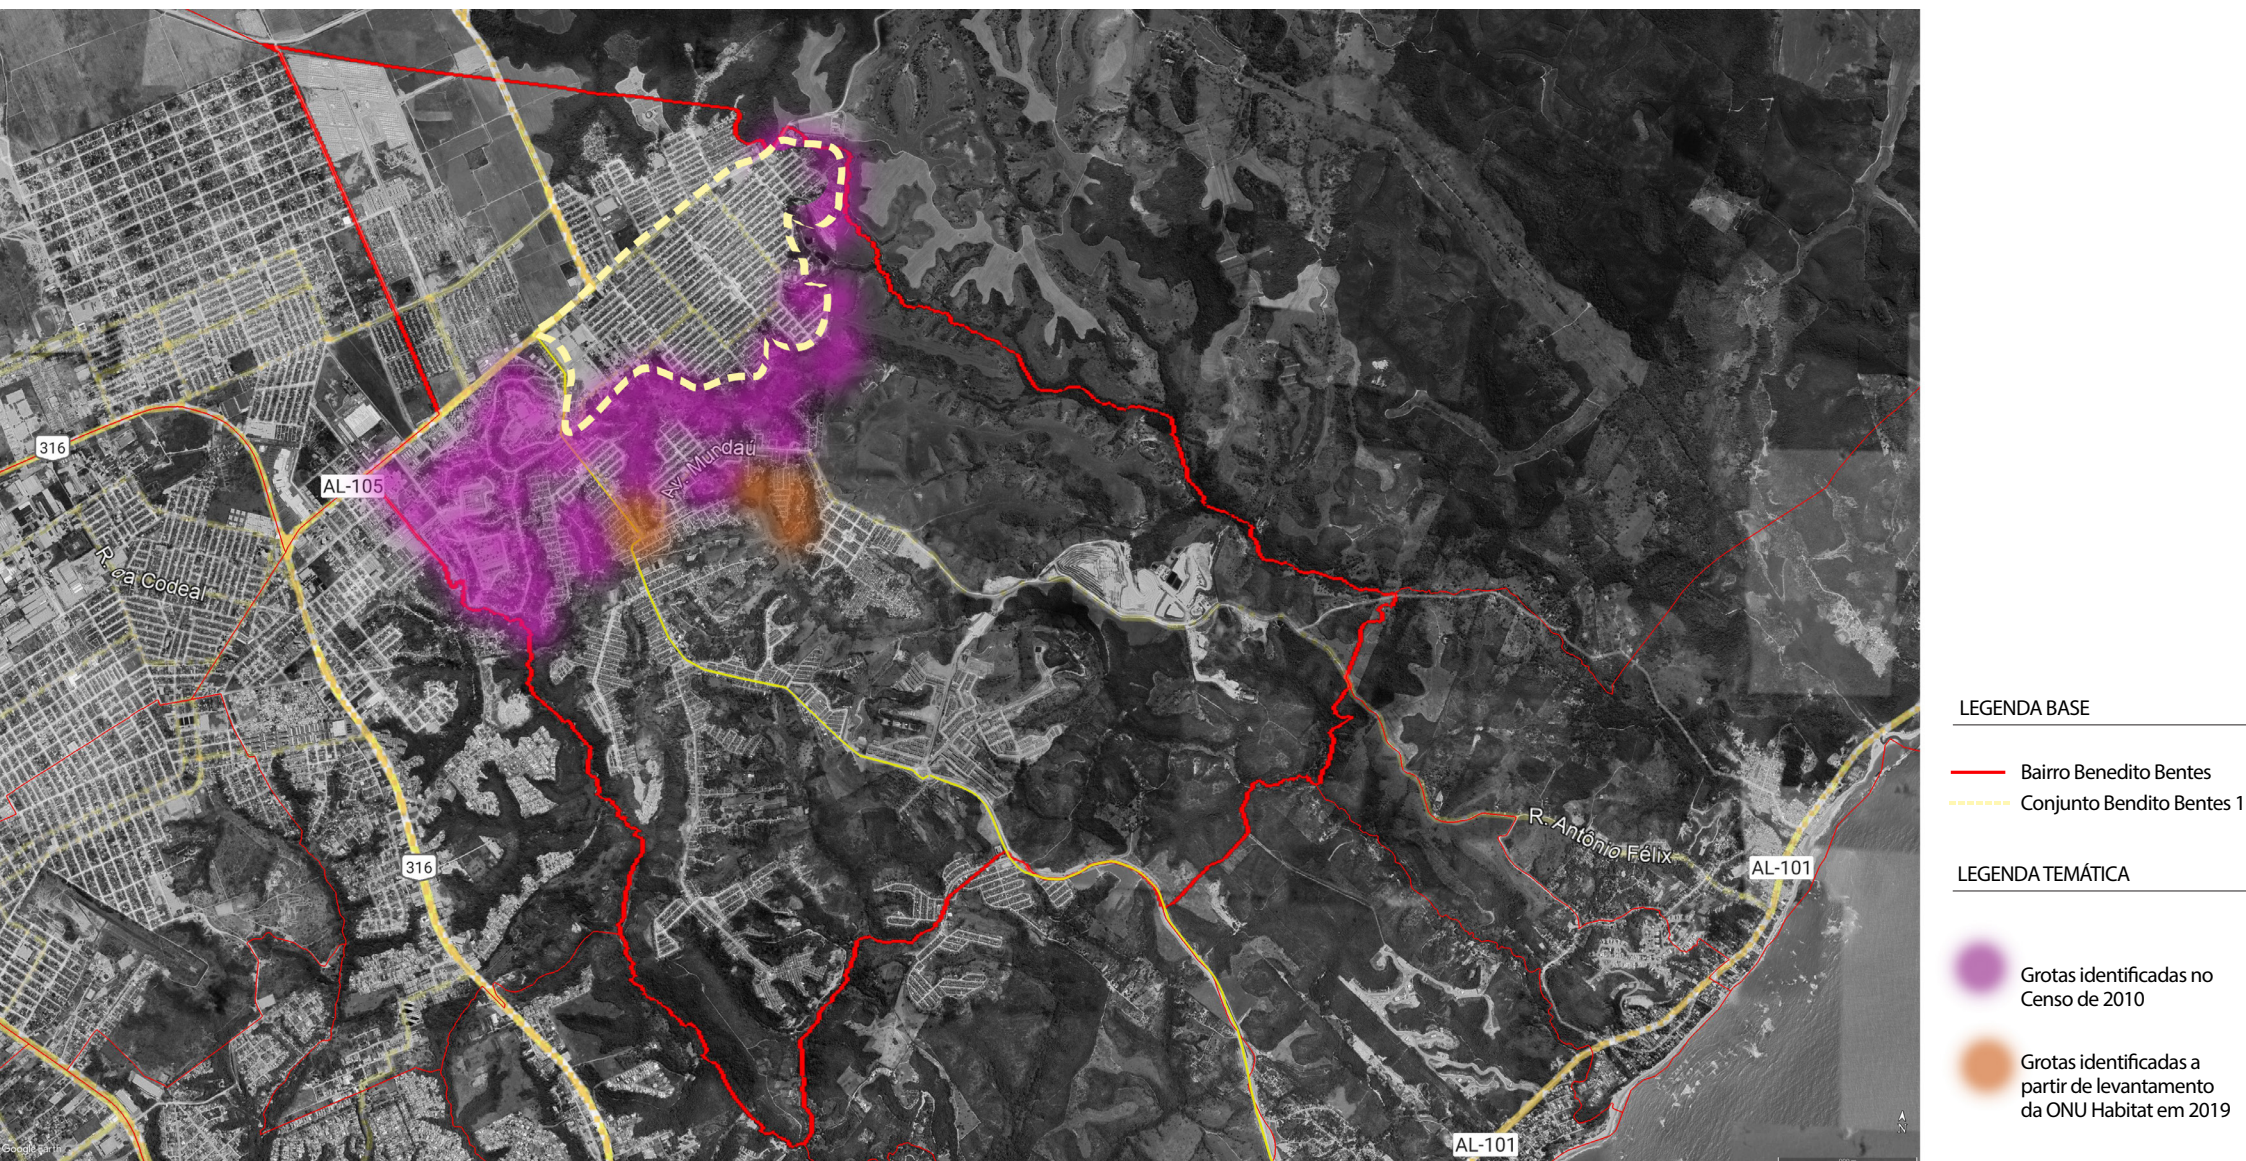 316
AL-105
Av. Mundaú
R. da Codeal
316
R. Antônio Félix
AL-101
AL-101
Google Earth
N
LEGENDA BASE
Bairro Benedito Bentes
Conjunto Bendito Bentes 1
LEGENDA TEMÁTICA
Grotas identificadas no
Censo de 2010
Grotas identificadas a
partir de levantamento
da ONU Habitat em 2019